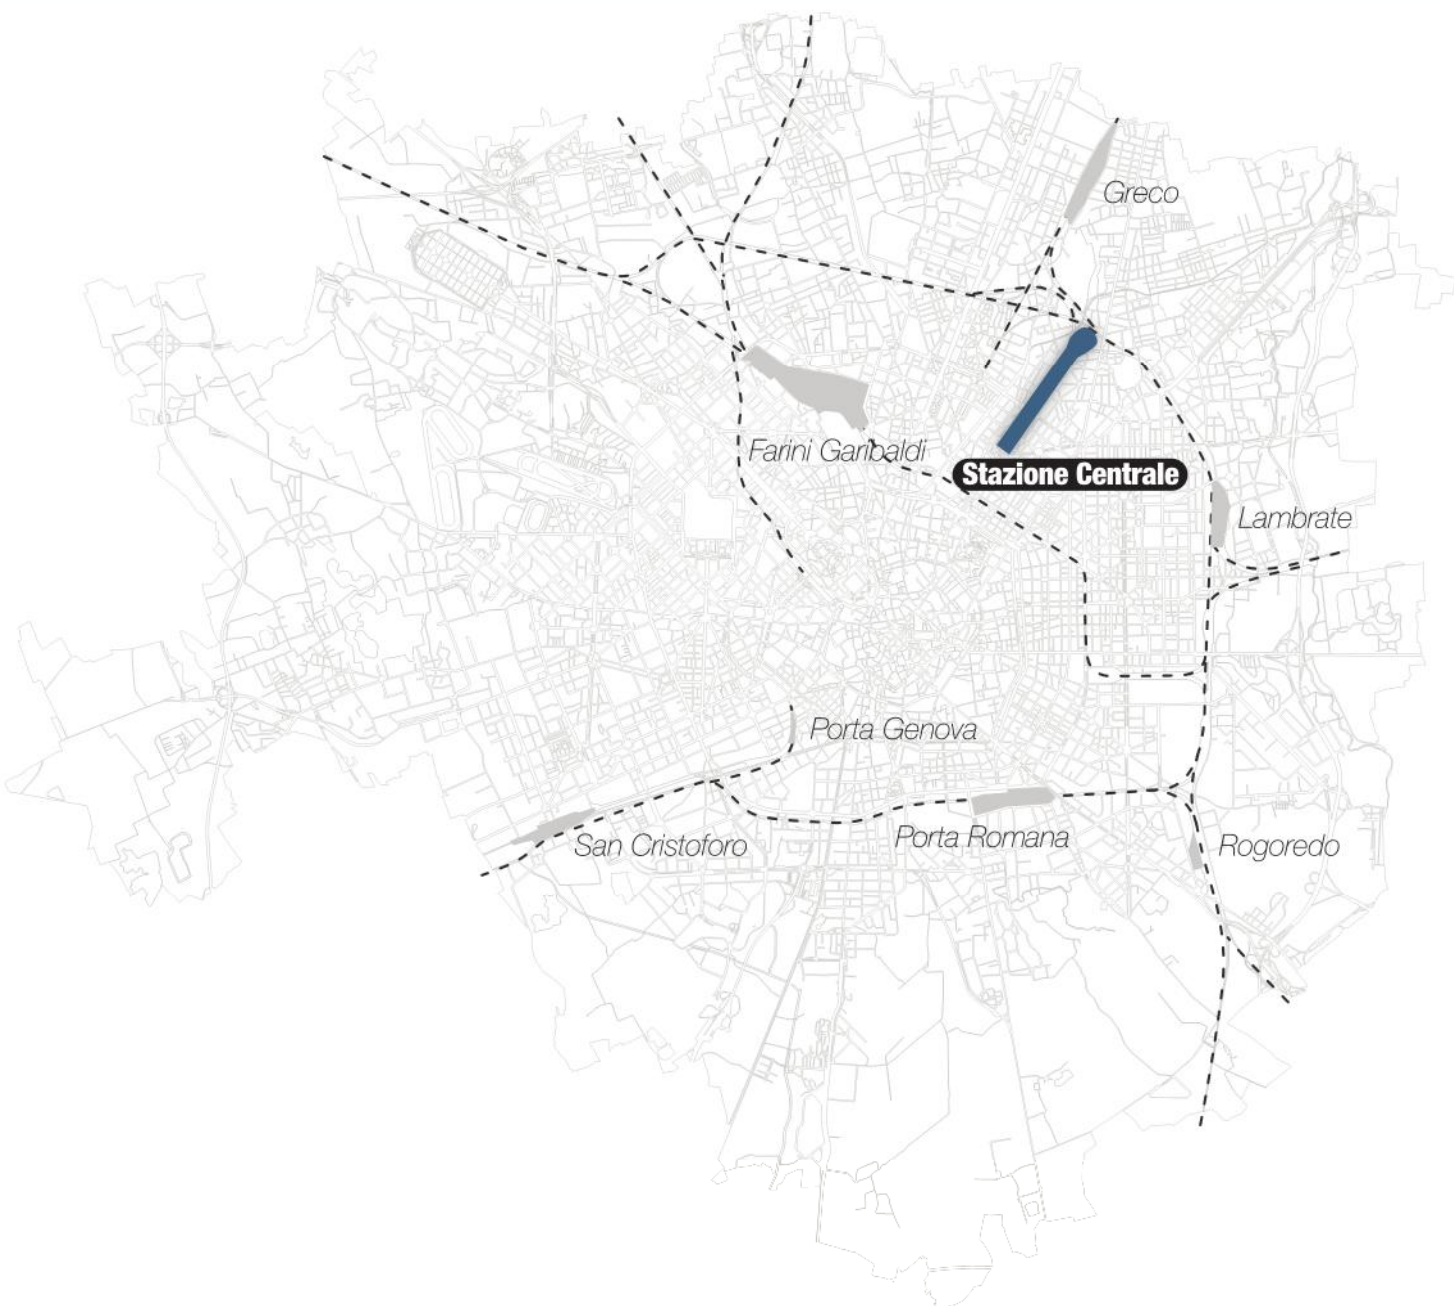 Greco
Farini Garibaldi
Stazione Centrale
Lambrate
Porta Genova
San Cristoforo
Porta Romana
Rogoredo